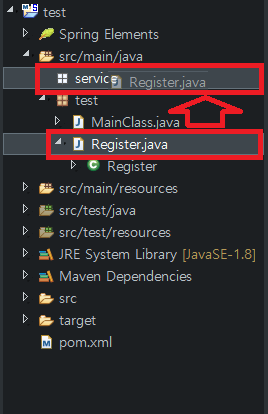 test
Spring Elements
src/main/java
service
Register.java
test
MainClass.java
Register.java
Register
src/main/resources
src/test/java
src/test/resources
JRE System Library [JavaSE-1.8]
Maven Dependencies
src
target
pom.xml